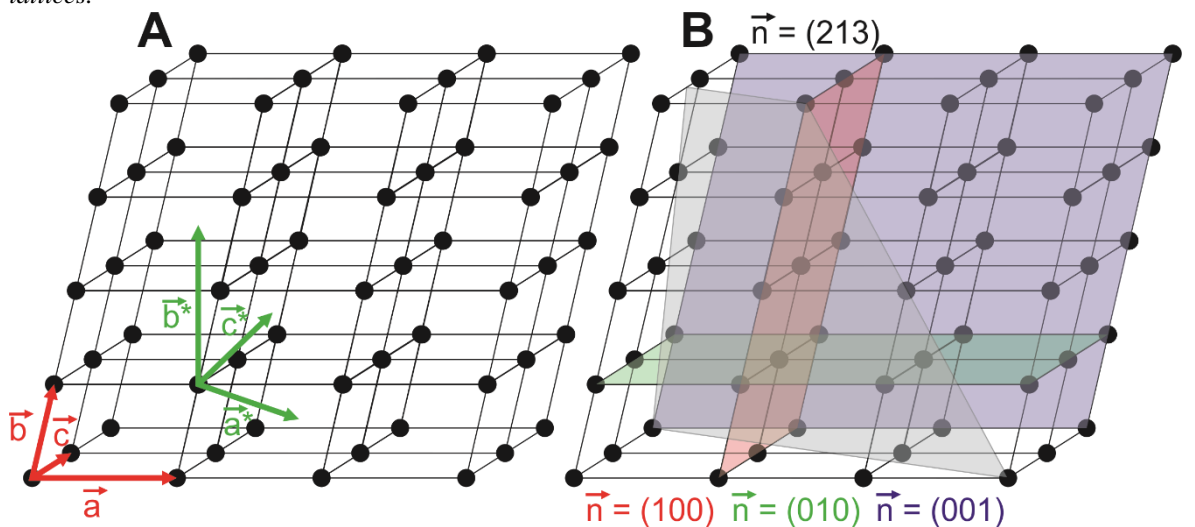 lattices.
A
B
n⃗ = (213)
b⃗*
c⃗*
a⃗*
b⃗
c⃗
a⃗
n⃗ = (100) n⃗ = (010) n⃗ = (001)